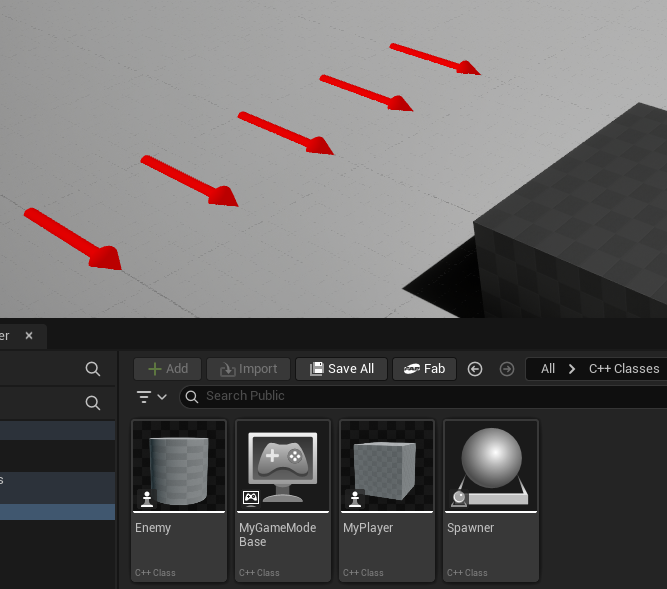 er
Add
Import
Save All
Fab
All
C++ Classes
Search Public
s
Enemy
MyGameMode
Base
MyPlayer
Spawner
C++ Class
C++ Class
C++ Class
C++ Class